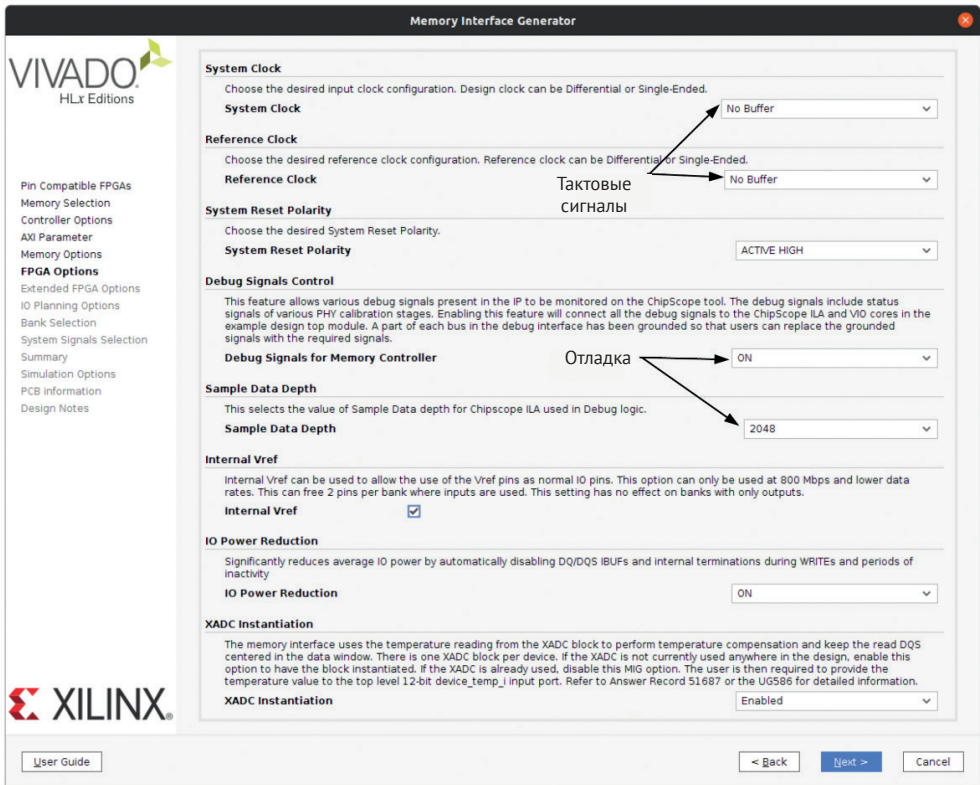 Memory Interface Generator
VIVADO
HLx Editions
Pin Compatible FPGAs
Memory Selection
Controller Options
AXI Parameter
Memory Options
FPGA Options
Extended FPGA Options
IO Planning Options
Bank Selection
System Signals Selection
Summary
Simulation Options
PCB information
Design Notes
XILINX®
System Clock
Choose the desired input clock configuration. Design clock can be Differential or Single-Ended.
System Clock No Buffer
Reference Clock
Choose the desired reference clock configuration. Reference clock can be Differential or Single-Ended.
Reference Clock No Buffer
Тактовые
сигналы
System Reset Polarity
Choose the desired System Reset Polarity.
System Reset Polarity ACTIVE HIGH
Debug Signals Control
This feature allows various debug signals present in the IP to be monitored on the ChipScope tool. The debug signals include status
signals of various PHY calibration stages. Enabling this feature will connect all the debug signals to the ChipScope ILA and VIO cores in the
example design top module. A part of each bus in the debug interface has been grounded so that users can replace the grounded
signals with the required signals.
Debug Signals for Memory Controller Отладка ON
Sample Data Depth
This selects the value of Sample Data depth for Chipscope ILA used in Debug logic.
Sample Data Depth 2048
Internal Vref
Internal Vref can be used to allow the use of the Vref pins as normal IO pins. This option can only be used at 800 Mbps and lower data
rates. This can free 2 pins per bank where inputs are used. This setting has no effect on banks with only outputs.
Internal Vref
IO Power Reduction
Significantly reduces average IO power by automatically disabling DQ/DQS IBUFs and internal terminations during WRITEs and periods of
inactivity
IO Power Reduction ON
XADC Instantiation
The memory interface uses the temperature reading from the XADC block to perform temperature compensation and keep the read DQS
centered in the data window. There is one XADC block per device. If the XADC is not currently used anywhere in the design, enable this
option to have the block instantiated. If the XADC is already used, disable this MIG option. The user is then required to provide the
temperature value to the top level 12-bit device_temp_i input port. Refer to Answer Record 51687 or the UG586 for detailed information.
XADC Instantiation Enabled
User Guide < Back Next > Cancel